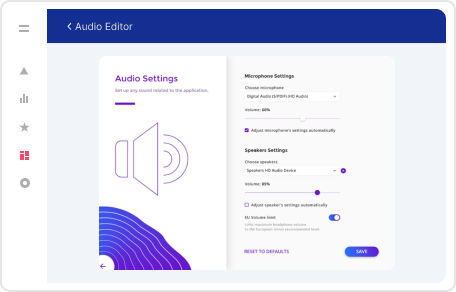 Audio Editor
Audio Settings
Set up any sound related to the application.
Microphone Settings
Choose microphone
Digital Audio (S/PDIF) (HD Audio)
Volume: 60%
Adjust microphone's settings automatically
Speakers Settings
Choose speakers
Speakers HD Audio Device
Volume: 85%
Adjust speaker's settings automatically
EU Volume limit
Limit maximum headphone volume
to the European Union recommended level.
RESET TO DEFAULTS
SAVE